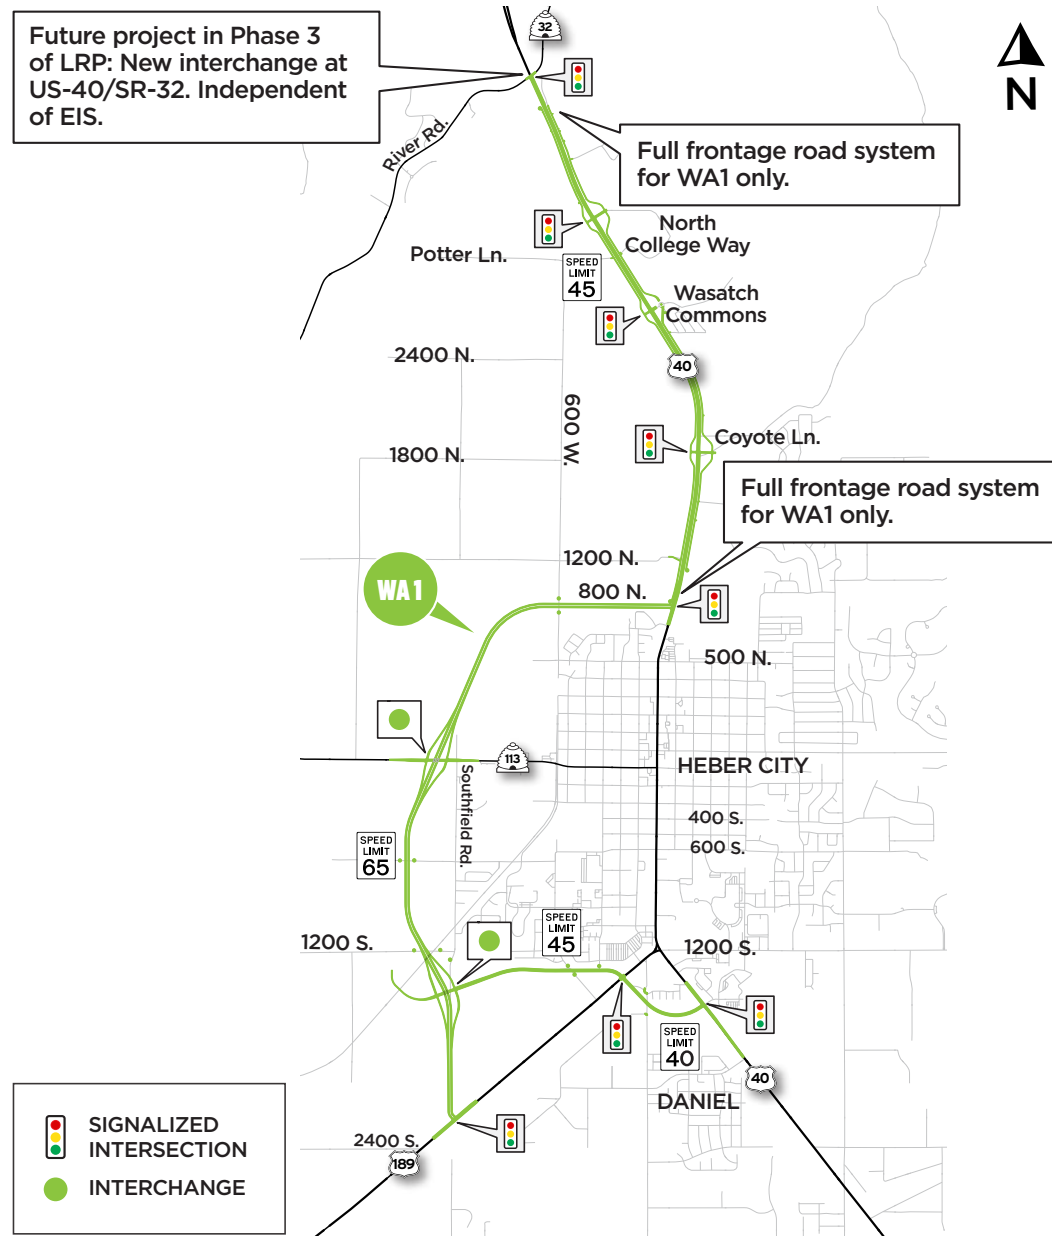 Future project in Phase 3
of LRP: New interchange at
US-40/SR-32. Independent
of EIS.
32
N
River Rd.
Full frontage road system
for WA1 only.
North
College Way
Potter Ln.
SPEED
LIMIT
45
Wasatch
Commons
2400 N.
40
600 W.
Coyote Ln.
1800 N.
Full frontage road system
for WA1 only.
1200 N.
WA1
800 N.
500 N.
113
HEBER CITY
Southfield Rd.
400 S.
600 S.
SPEED
LIMIT
65
1200 S.
SPEED
LIMIT
45
1200 S.
SPEED
LIMIT
40
40
DANIEL
2400 S.
189
SIGNALIZED
INTERSECTION
INTERCHANGE